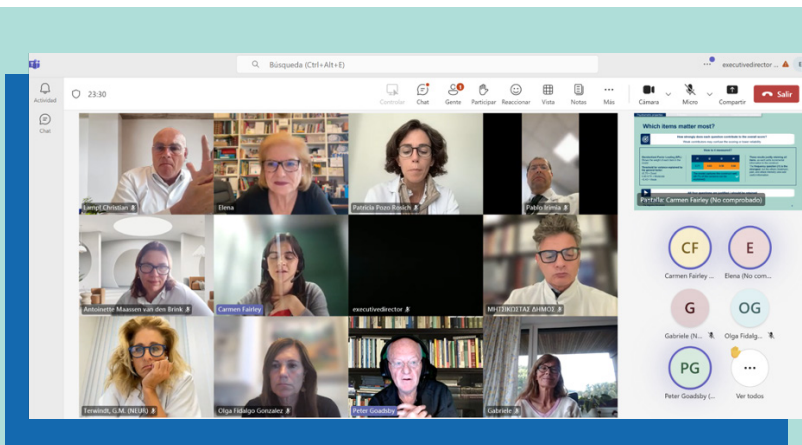 Búsqueda (Ctrl+Alt+E)
executivedirector ...
Actividad
Chat
23:30
Controlar
Chat
Gente
Participar
Reaccionar
Vista
Notas
Más
Cámara
Micro
Compartir
Salir
Lampl Christian
Elena
Patricia Pozo Rosich
Pablo Irimia
Antoinette Maassen van den Brink
Carmen Fairley
executivedirector
ΜΗΤΣΙΚΩΣΤΑΣ ΔΗΜΟΣ
Terwindt, G.M. (NEUR)
Olga Fidalgo Gonzalez
Peter Goadsby
Gabriele
Which items matter most?
Pantalla: Carmen Fairley (No comprobado)
CF
E
Carmen Fairley ...
Elena (No com...
G
OG
Gabriele (N...
Olga Fidalg...
PG
...
Peter Goadsby (...
Ver todos